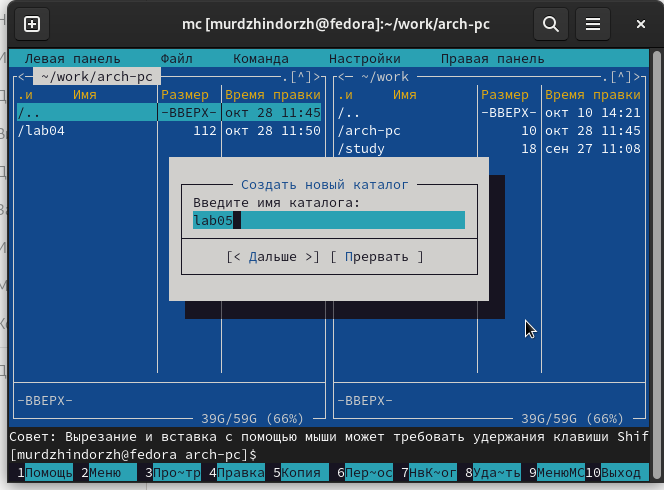 mc [murdzhindorzh@fedora]:~/work/arch-pc
Левая панель Файл Команда Настройки Правая панель
<— ~/work/arch-pc .[^]> <— ~/work .[^]>
.и Имя Размер Время правки .и Имя Размер Время правки
/.. -ВВЕРХ- окт 28 11:45 /.. -ВВЕРХ- окт 10 14:21
/lab04 112 окт 28 11:50 /arch-pc 10 окт 28 11:45
/study 18 сен 27 11:08
Создать новый каталог
Введите имя каталога:
lab05
[< Дальше >] [ Прервать ]
-ВВЕРХ- -ВВЕРХ-
39G/59G (66%) 39G/59G (66%)
Совет: Вырезание и вставка с помощью мыши может требовать удержания клавиши Shif
[murdzhindorzh@fedora arch-pc]$
1Помощь 2Меню 3Про~тр 4Правка 5Копия 6Пер~ос 7НвК~ог 8Уда~ть 9МенюMC 10Выход